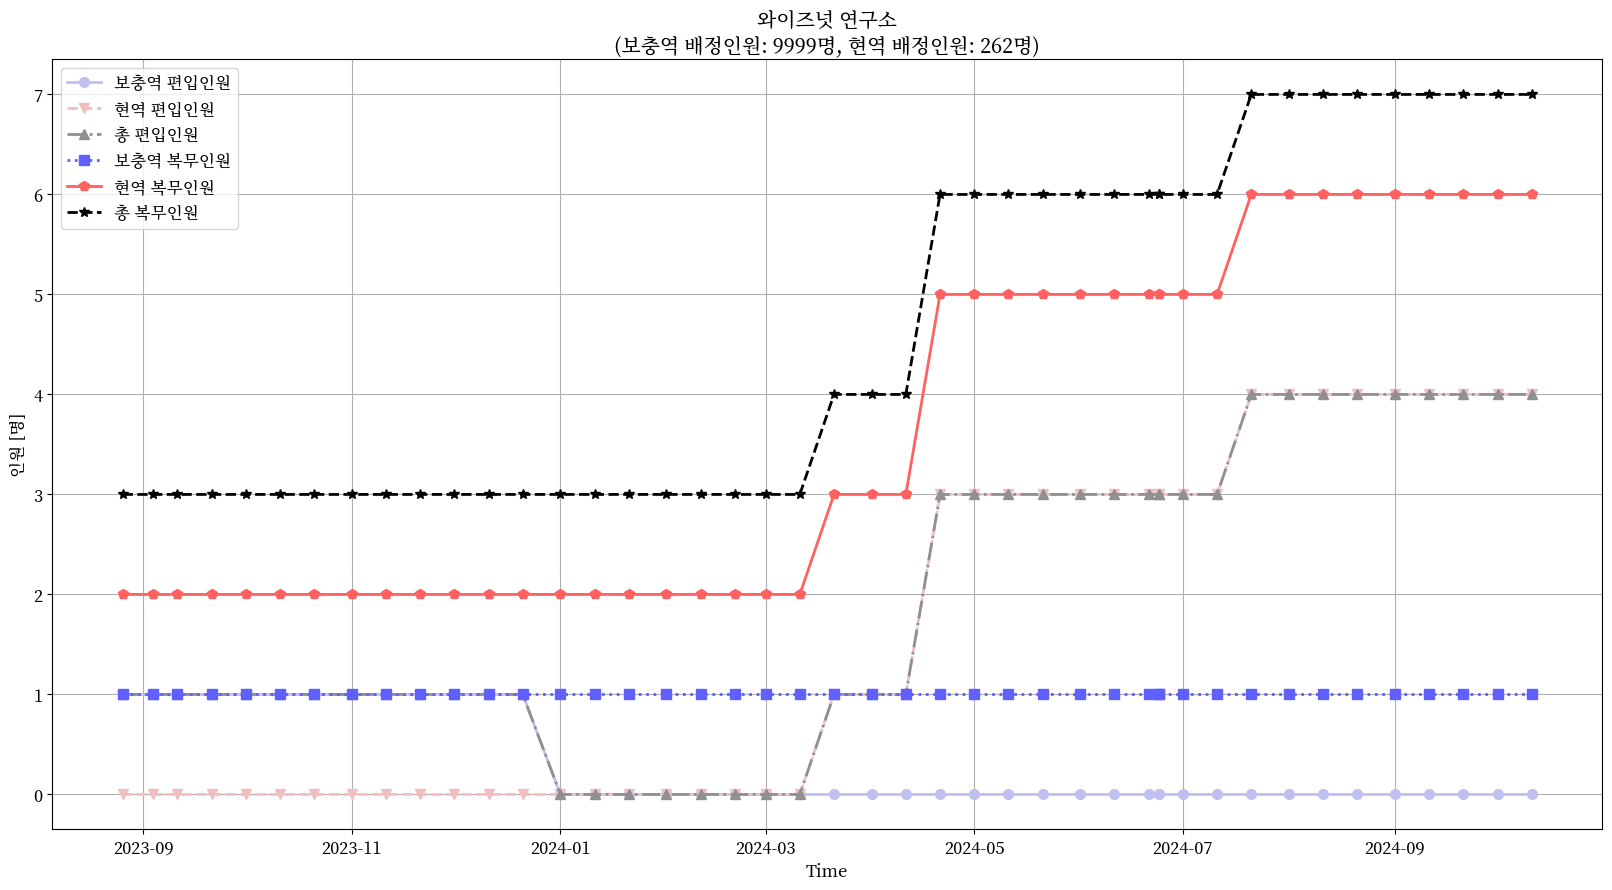 와이즈넛 연구소
(보충역 배정인원: 9999명, 현역 배정인원: 262명)
보충역 편입인원
현역 편입인원
총 편입인원
보충역 복무인원
현역 복무인원
총 복무인원
7
6
5
4
3
2
1
0
인원 [명]
2023-09
2023-11
2024-01
2024-03
2024-05
2024-07
2024-09
Time